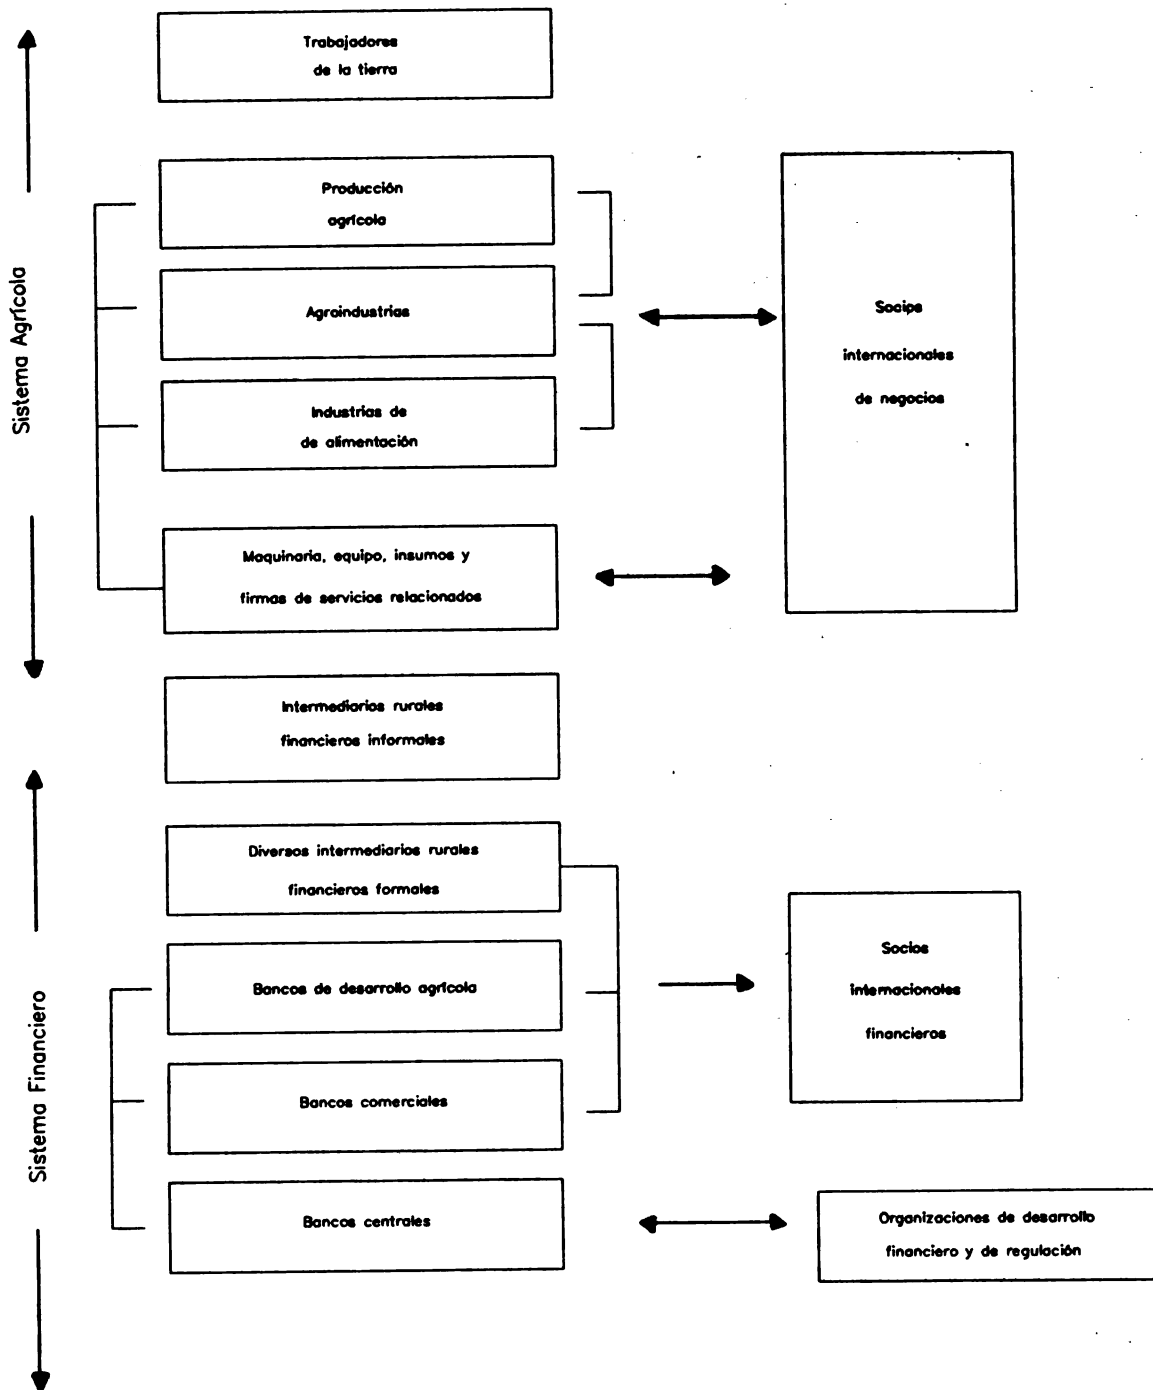 Trabajadores
de la tierra
Producción
agrícola
Agroindustrias
Industrias de
de alimentación
Maquinaria, equipo, insumos y
firmas de servicios relacionados
Sistema Agrícola
Socips
internacionales
de negocios
Intermediarios rurales
financieros informales
Diversos intermediarios rurales
financieros formales
Bancos de desarrollo agrícola
Bancos comerciales
Bancos centrales
Sistema Financiero
Socios
internacionales
financieros
Organizaciones de desarrollo
financiero y de regulación